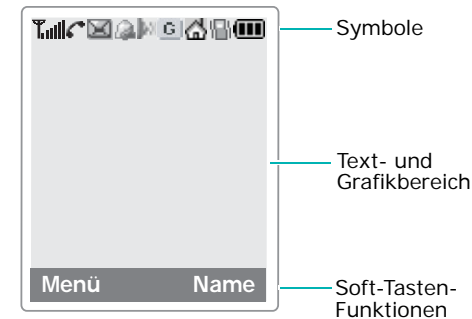 G
Symbole
Text- und
Grafikbereich
Menü Name
Soft-Tasten-
Funktionen